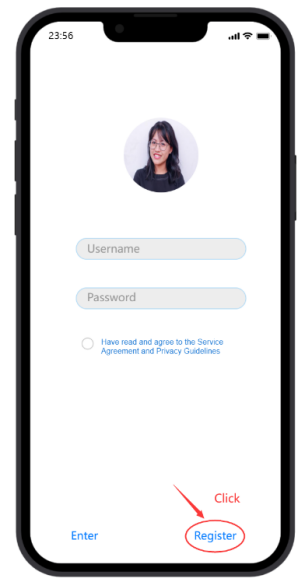 23:56
Username
Password
Have read and agree to the Service
Agreement and Privacy Guidelines
Click
Enter
Register